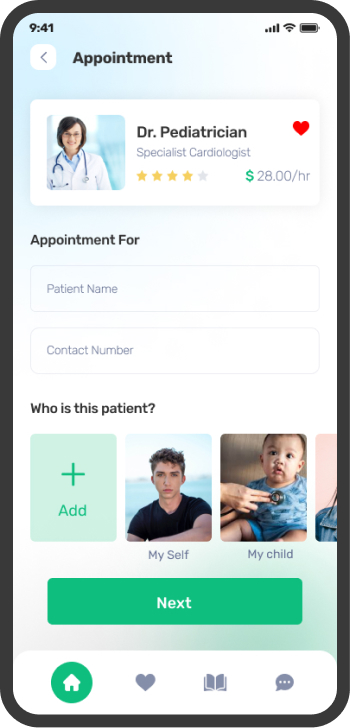 9:41
Appointment
Dr. Pediatrician
Specialist Cardiologist
$ 28.00/hr
Appointment For
Patient Name
Contact Number
Who is this patient?
Add
My Self
My child
Next